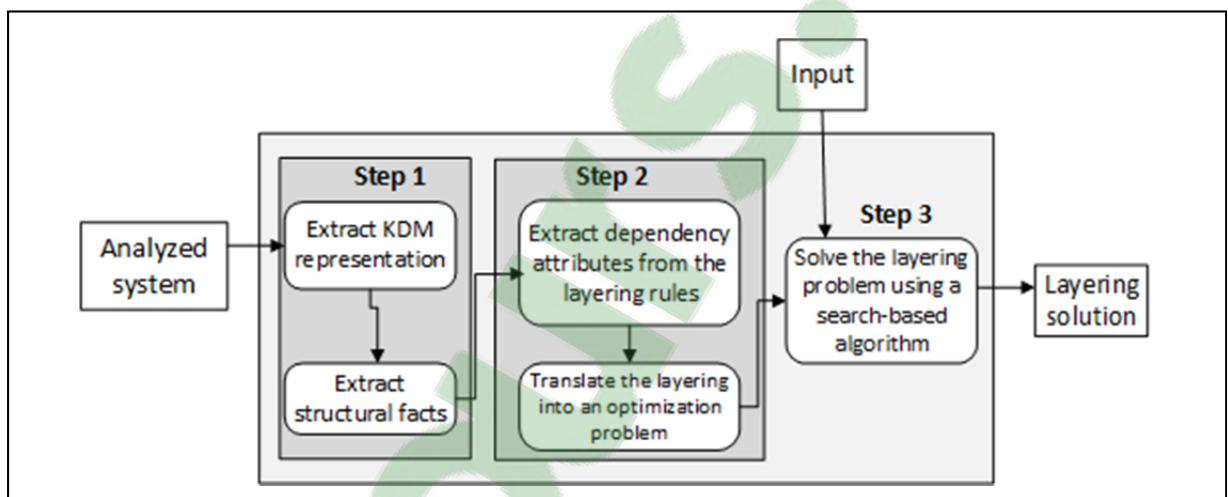 Input
Step 1
Step 2
Step 3
Analyzed
system
Extract KDM
representation
Extract
structural facts
Extract dependency
attributes from the
layering rules
Translate the layering
into an optimization
problem
Solve the layering
problem using a
search-based
algorithm
Layering
solution
ours.